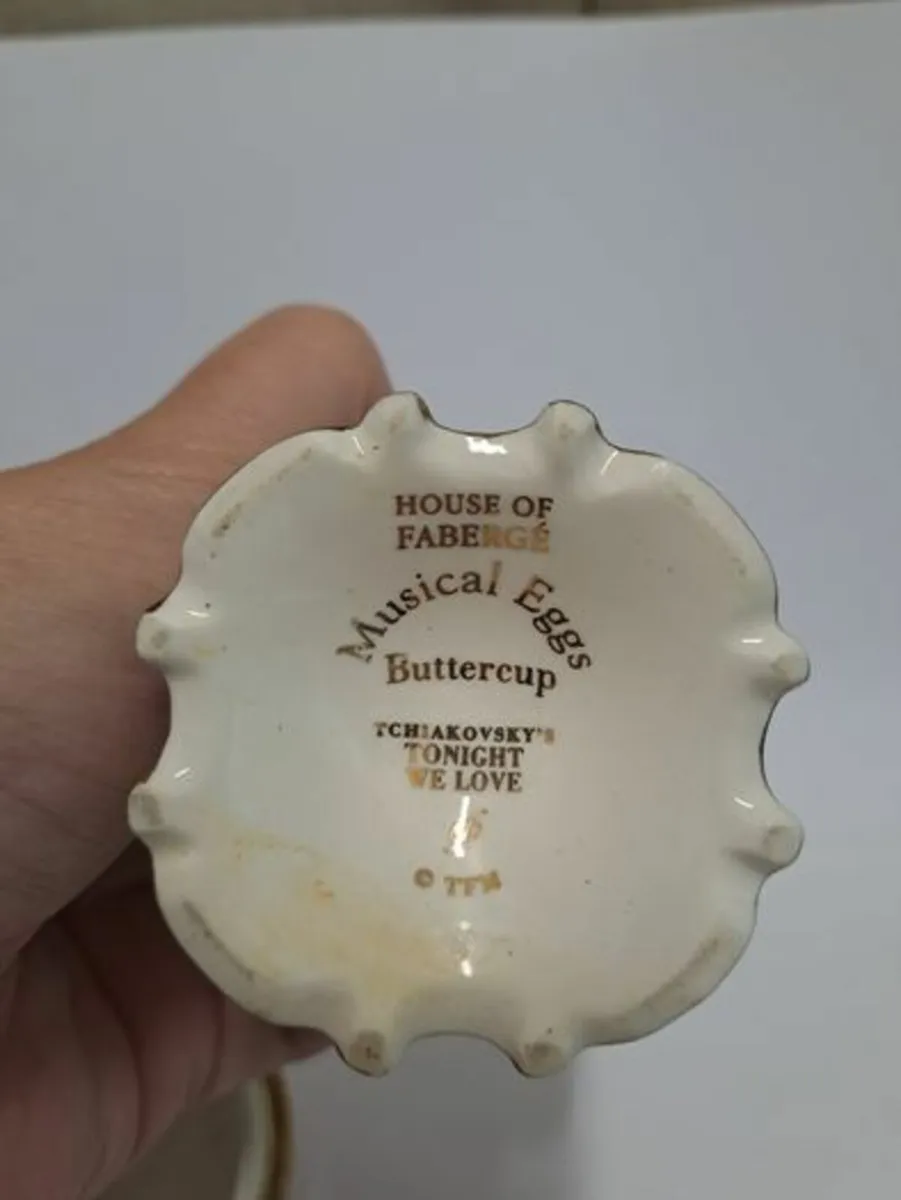 HOUSE OF
FABERGÉ
Musical Eggs
Buttercup
TCHIAKOVSKY'S
TONIGHT
WE LOVE
© TFM